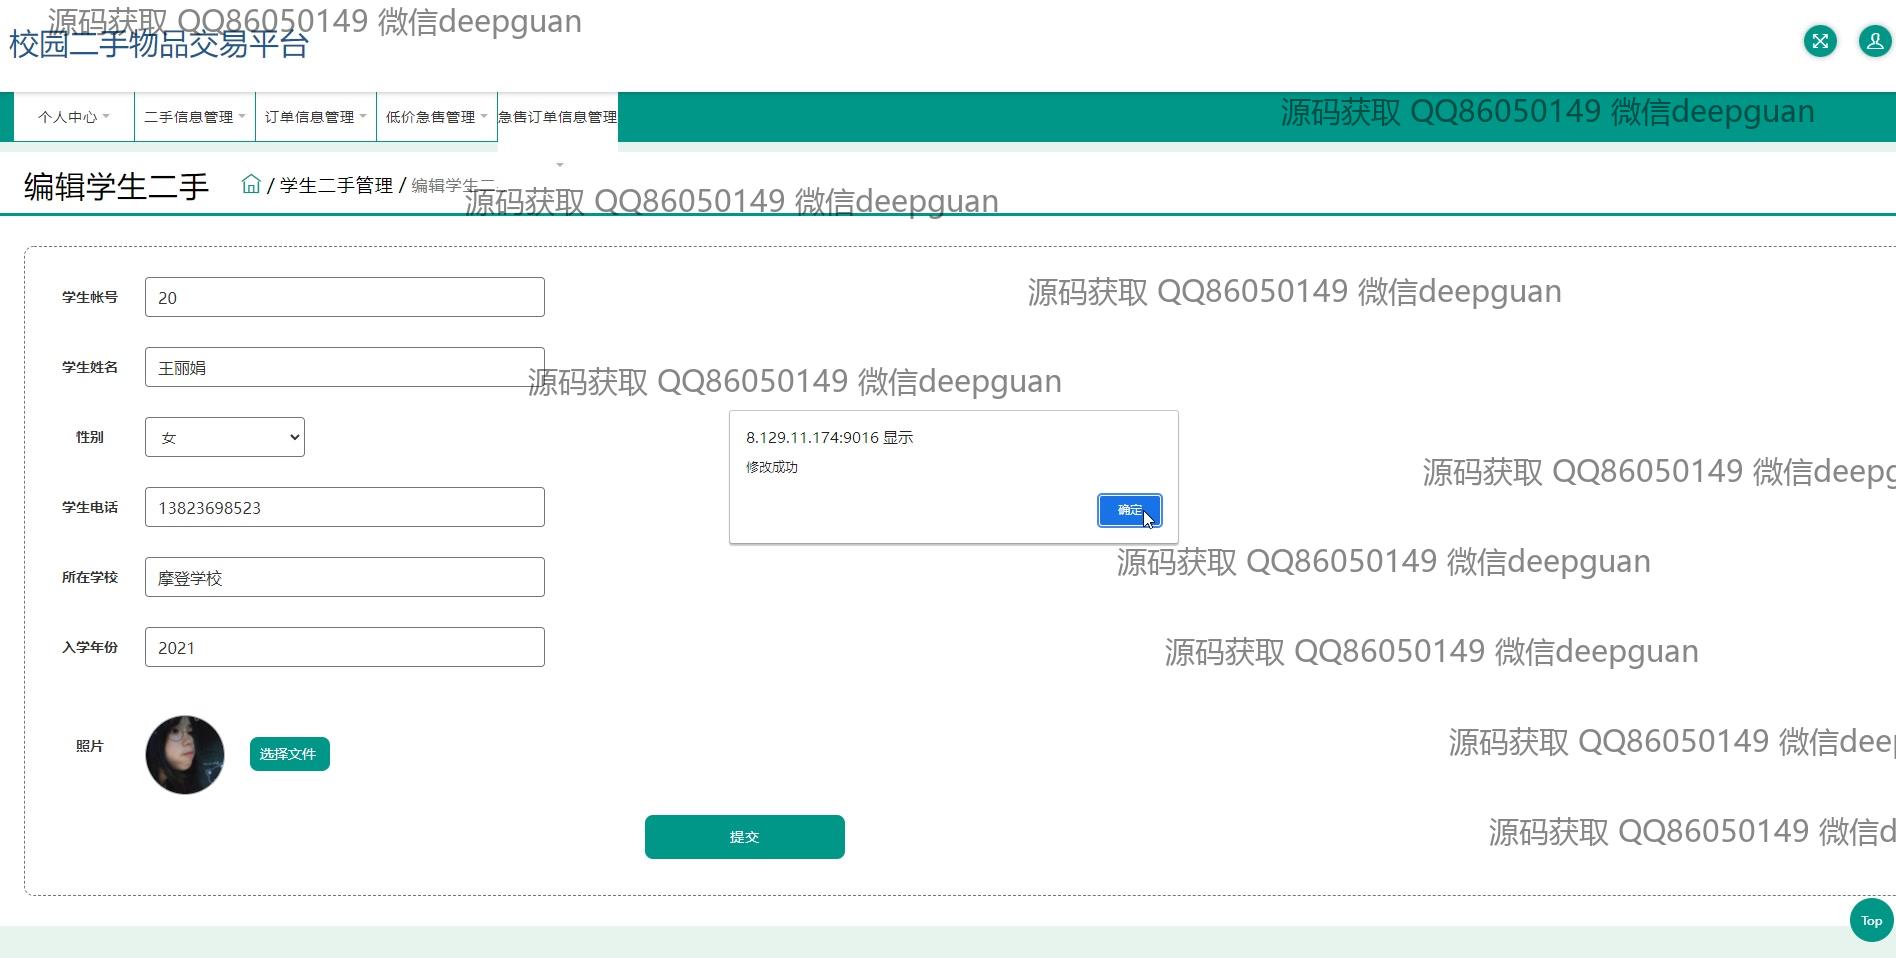 源码获取 QQ86050149 微信deepguan
校园二手物品交易平台
个人中心
二手信息管理
订单信息管理
低价急售管理
急售订单信息管理
源码获取 QQ86050149 微信deepguan
编辑学生二手
/ 学生二手管理 / 编辑学生二...
源码获取 QQ86050149 微信deepguan
学生帐号 20
源码获取 QQ86050149 微信deepguan
学生姓名 王丽娟
源码获取 QQ86050149 微信deepguan
性别 女
8.129.11.174:9016 显示
修改成功
源码获取 QQ86050149 微信deepg
学生电话 13823698523
确定
源码获取 QQ86050149 微信deepguan
所在学校 摩登学校
入学年份 2021
源码获取 QQ86050149 微信deepguan
照片
选择文件
源码获取 QQ86050149 微信deep
提交
源码获取 QQ86050149 微信d
Top